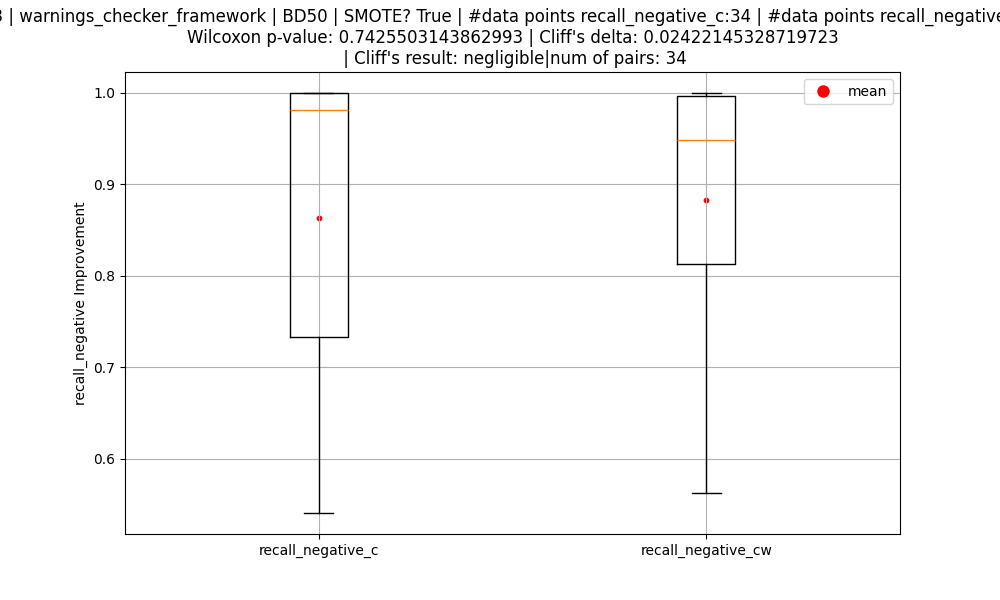 | warnings_checker_framework | BD50 | SMOTE? True | #data points recall_negative_c:34 | #data points
Wilcoxon p-value: 0.7425503143862993 | Cliff's delta: 0.02422145328719723
| Cliff's result: negligible|num of pairs: 34
mean
1.0
0.9
0.8
0.7
0.6
recall_negative Improvement
recall_negative_c
recall_negative_cw